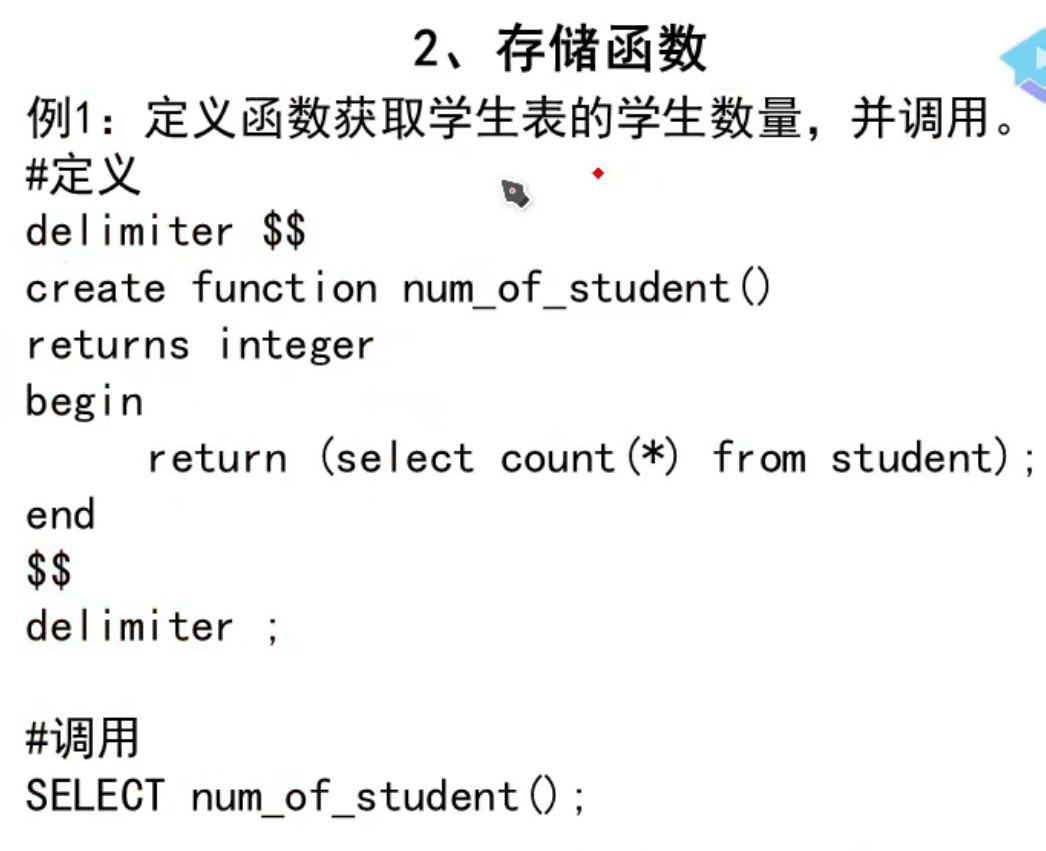 2、存储函数
例1：定义函数获取学生表的学生数量，并调用。
#定义
delimiter $$
create function num_of_student()
returns integer
begin
return (select count(*) from student);
end
$$
delimiter ;
#调用
SELECT num_of_student();